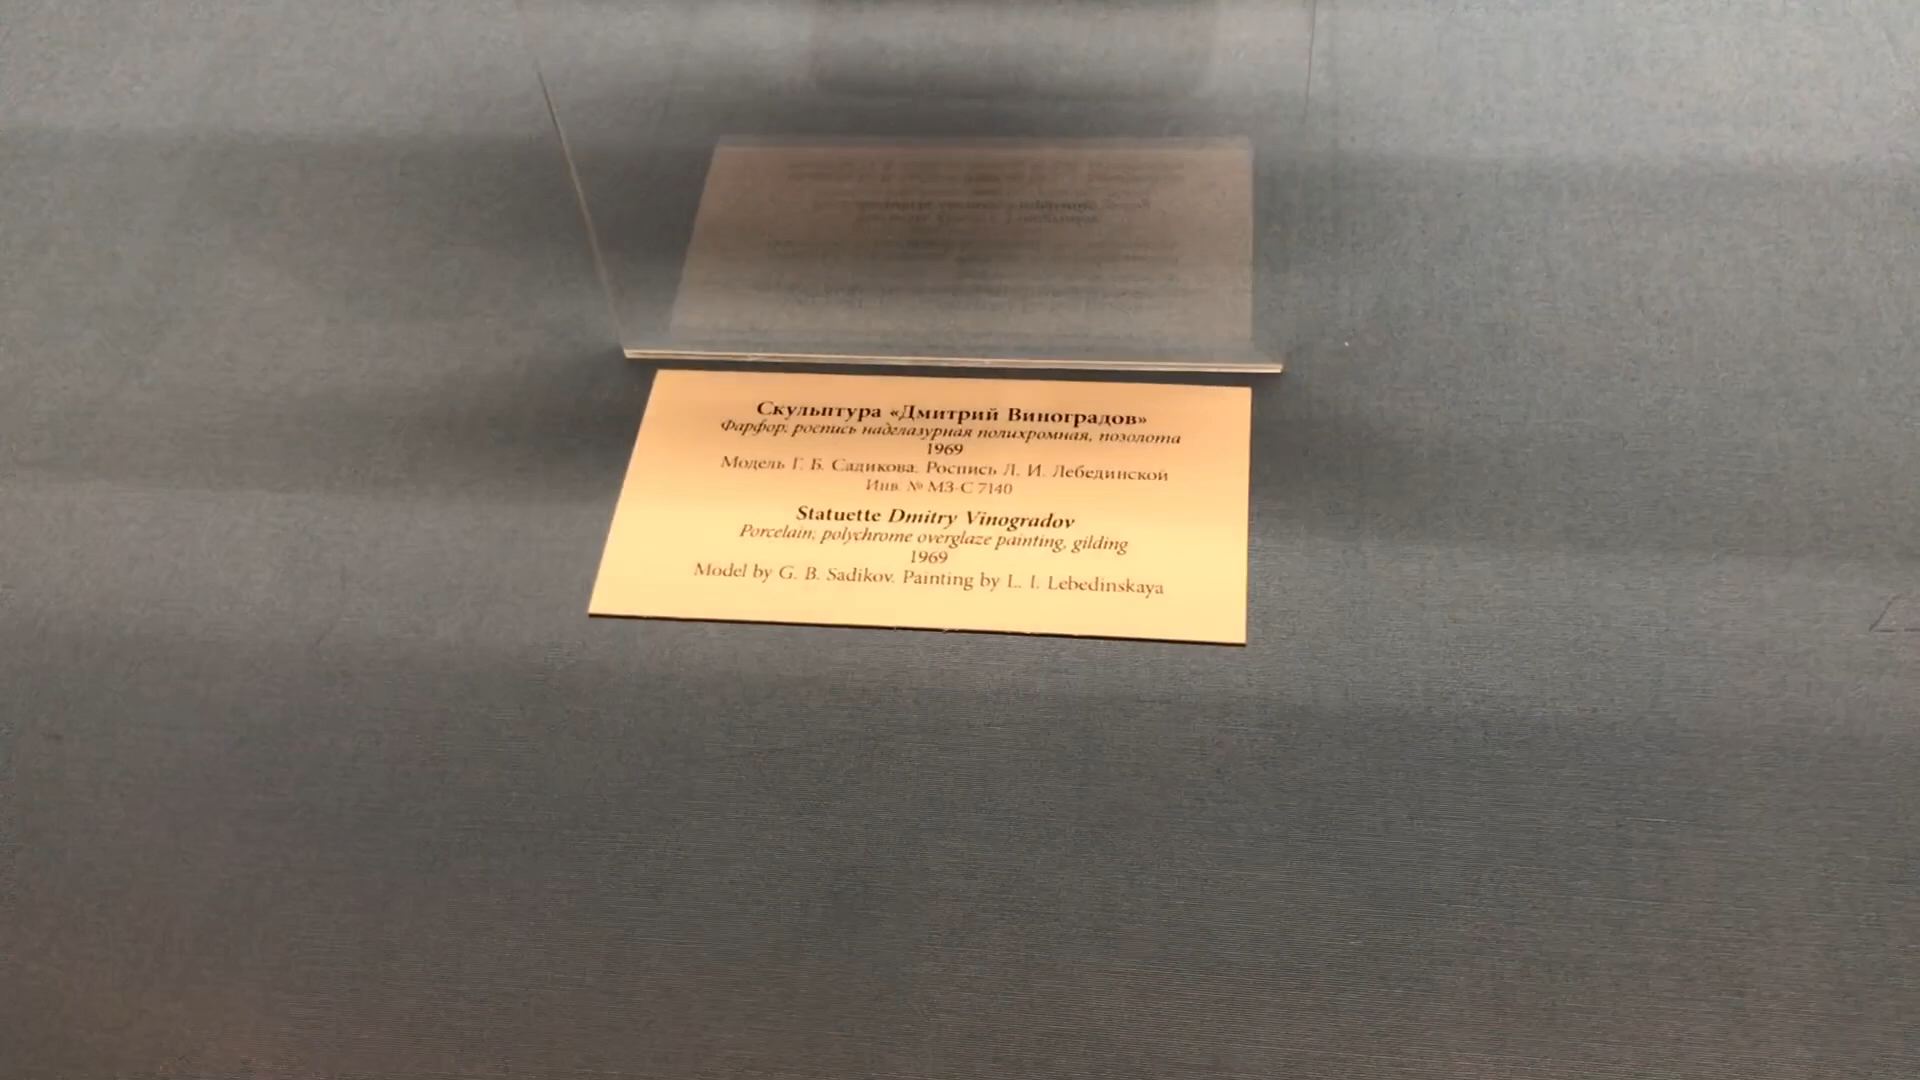 Скульптура «Дмитрий Виноградов»
Фарфор; роспись надглазурная полихромная, позолота
1969
Модель Г. Б. Садикова. Роспись Л. И. Лебединской
Инв. № МЗ-С 7140
Statuette Dmitry Vinogradov
Porcelain; polychrome overglaze painting, gilding
1969
Model by G. B. Sadikov. Painting by L. I. Lebedinskaya